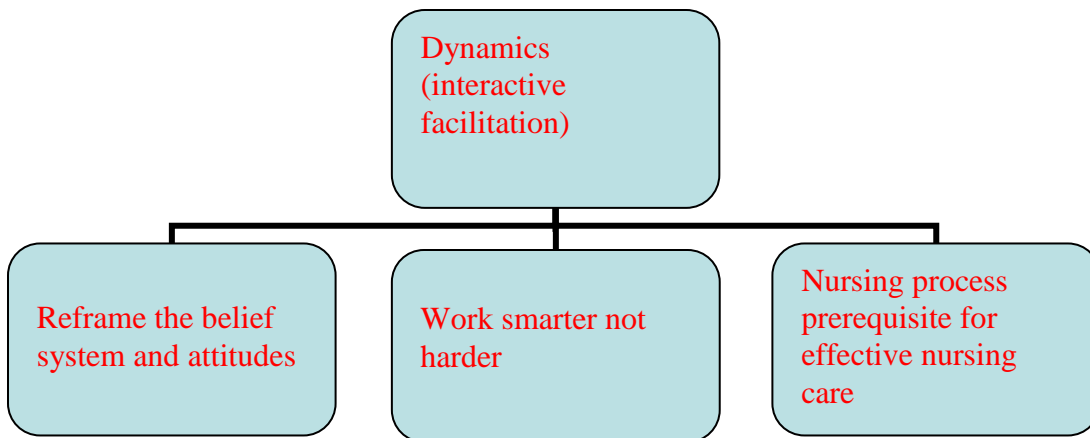 Dynamics
(interactive
facilitation)
Reframe the belief
system and attitudes
Work smarter not
harder
Nursing process
prerequisite for
effective nursing
care